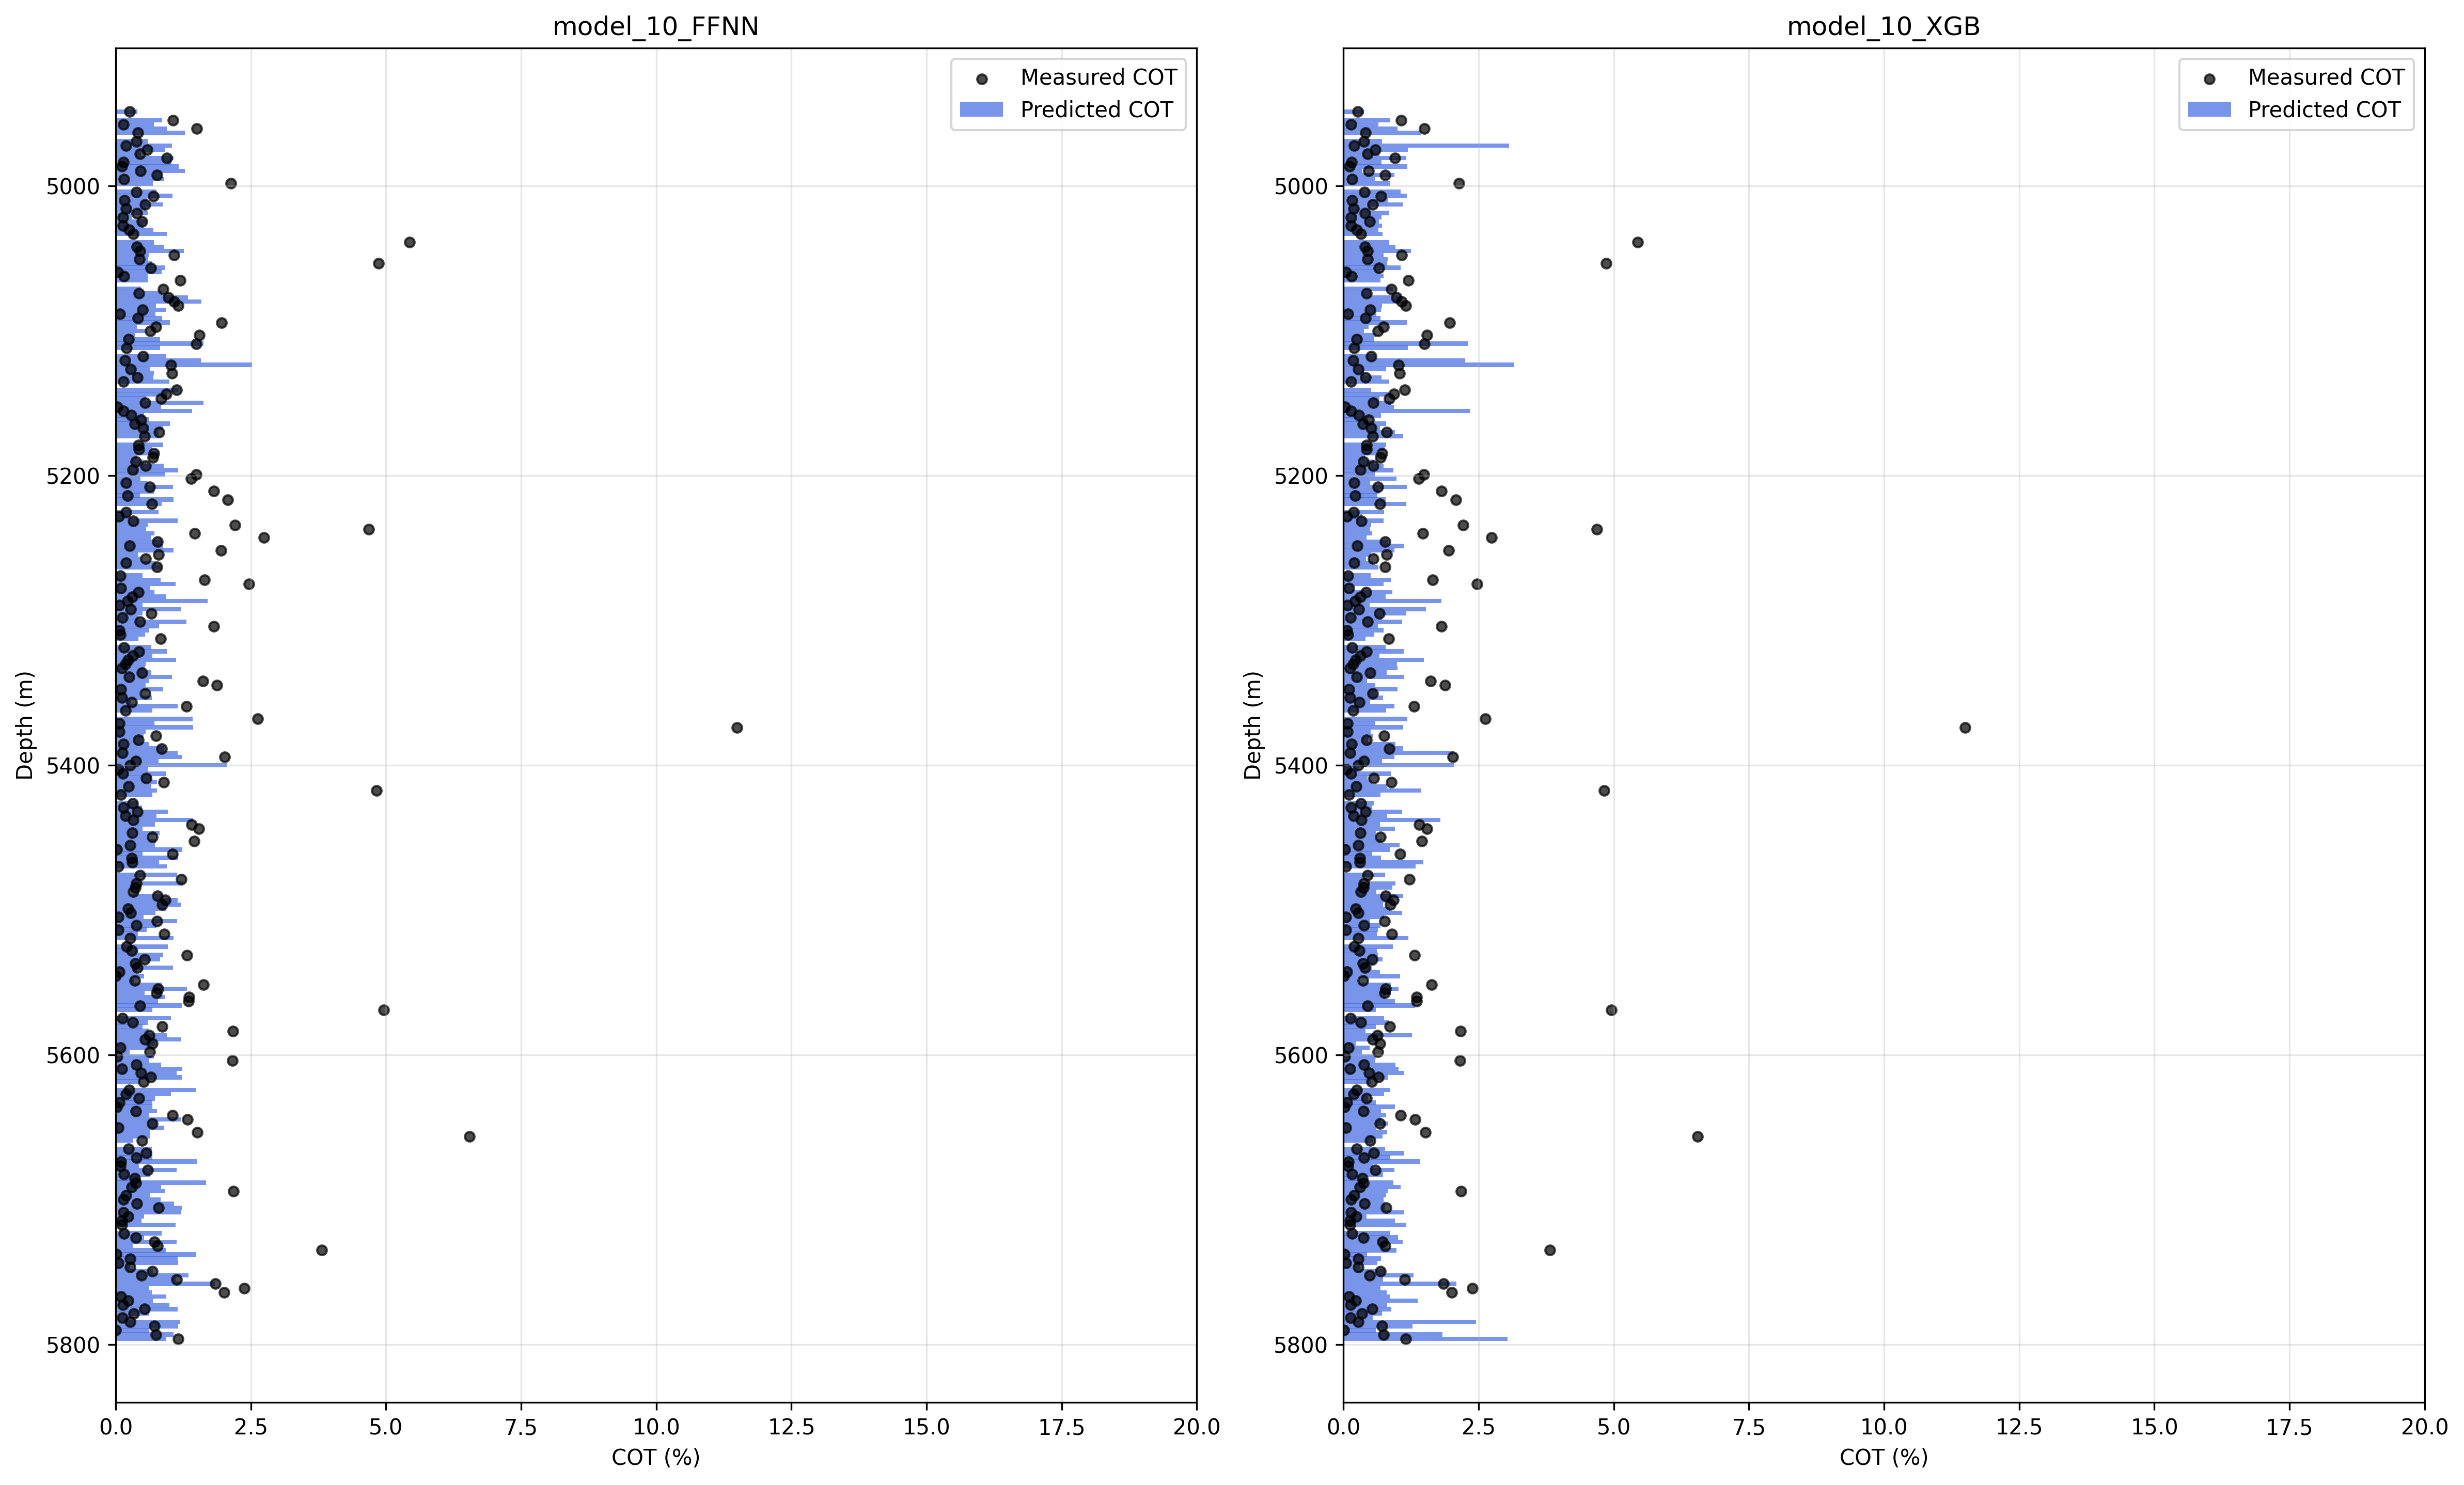 model_10_FFNN
Measured COT
Predicted COT
5000
5200
5400
5600
5800
Depth (m)
0.0 2.5 5.0 7.5 10.0 12.5 15.0 17.5 20.0
COT (%)
model_10_XGB
Measured COT
Predicted COT
5000
5200
5400
5600
5800
Depth (m)
0.0 2.5 5.0 7.5 10.0 12.5 15.0 17.5 20.0
COT (%)